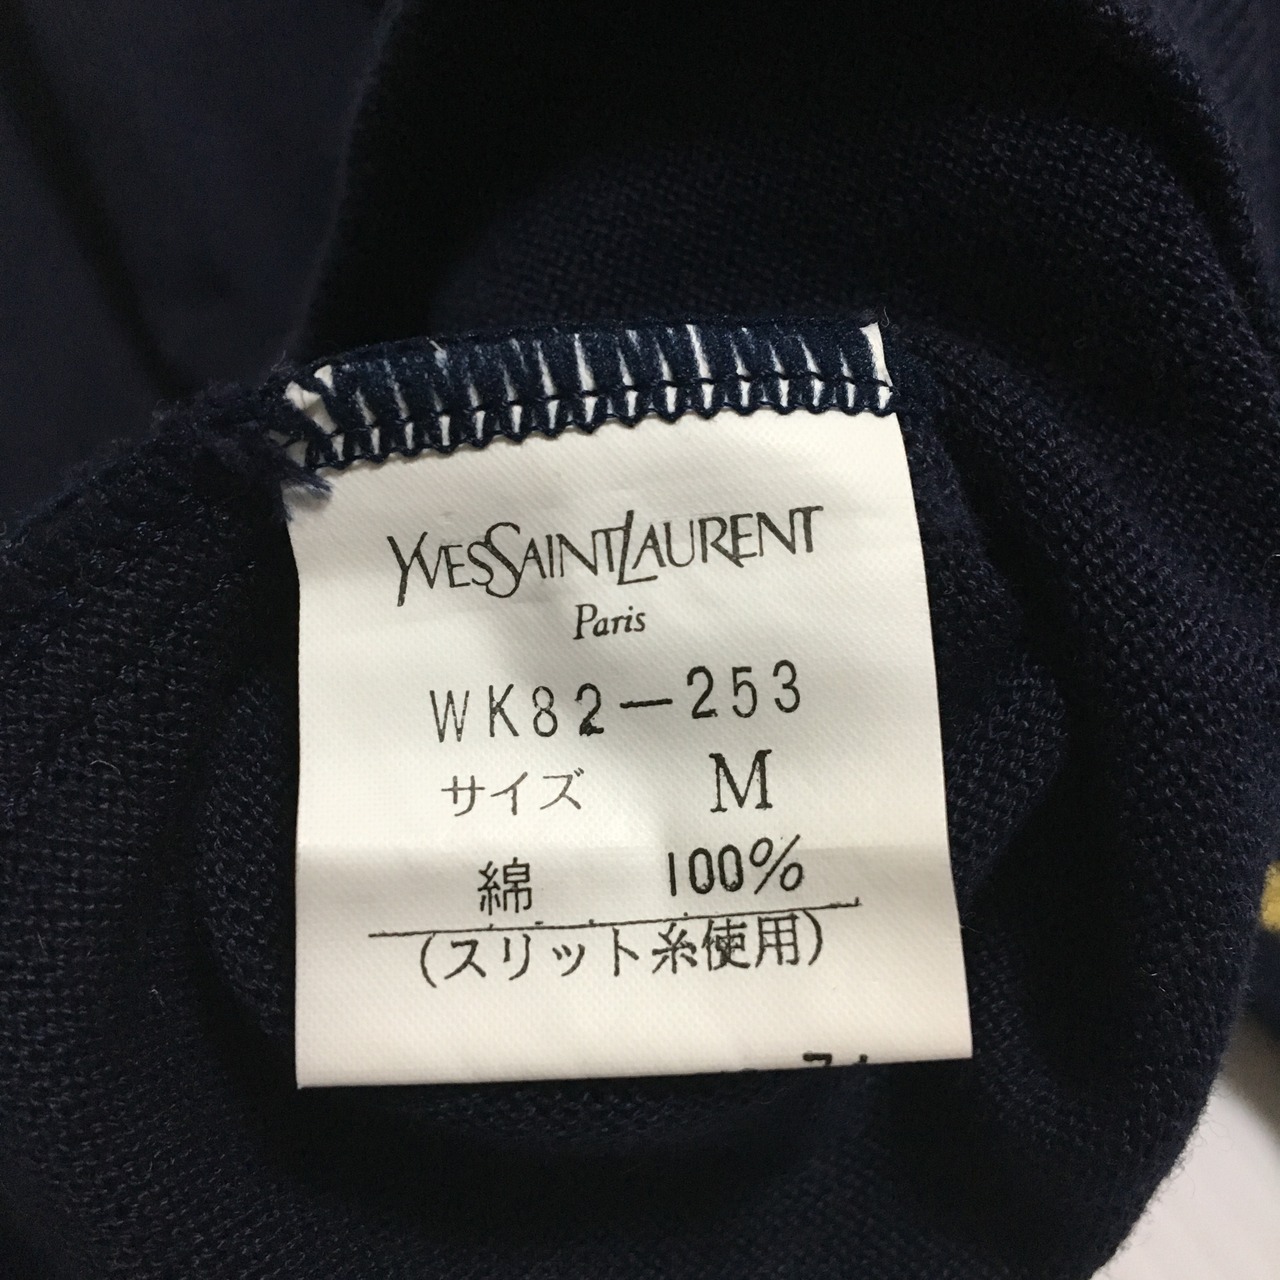 YVESSAINTLAURENT
Paris
WK82-253
サイズ M
綿 100%
(スリット糸使用)